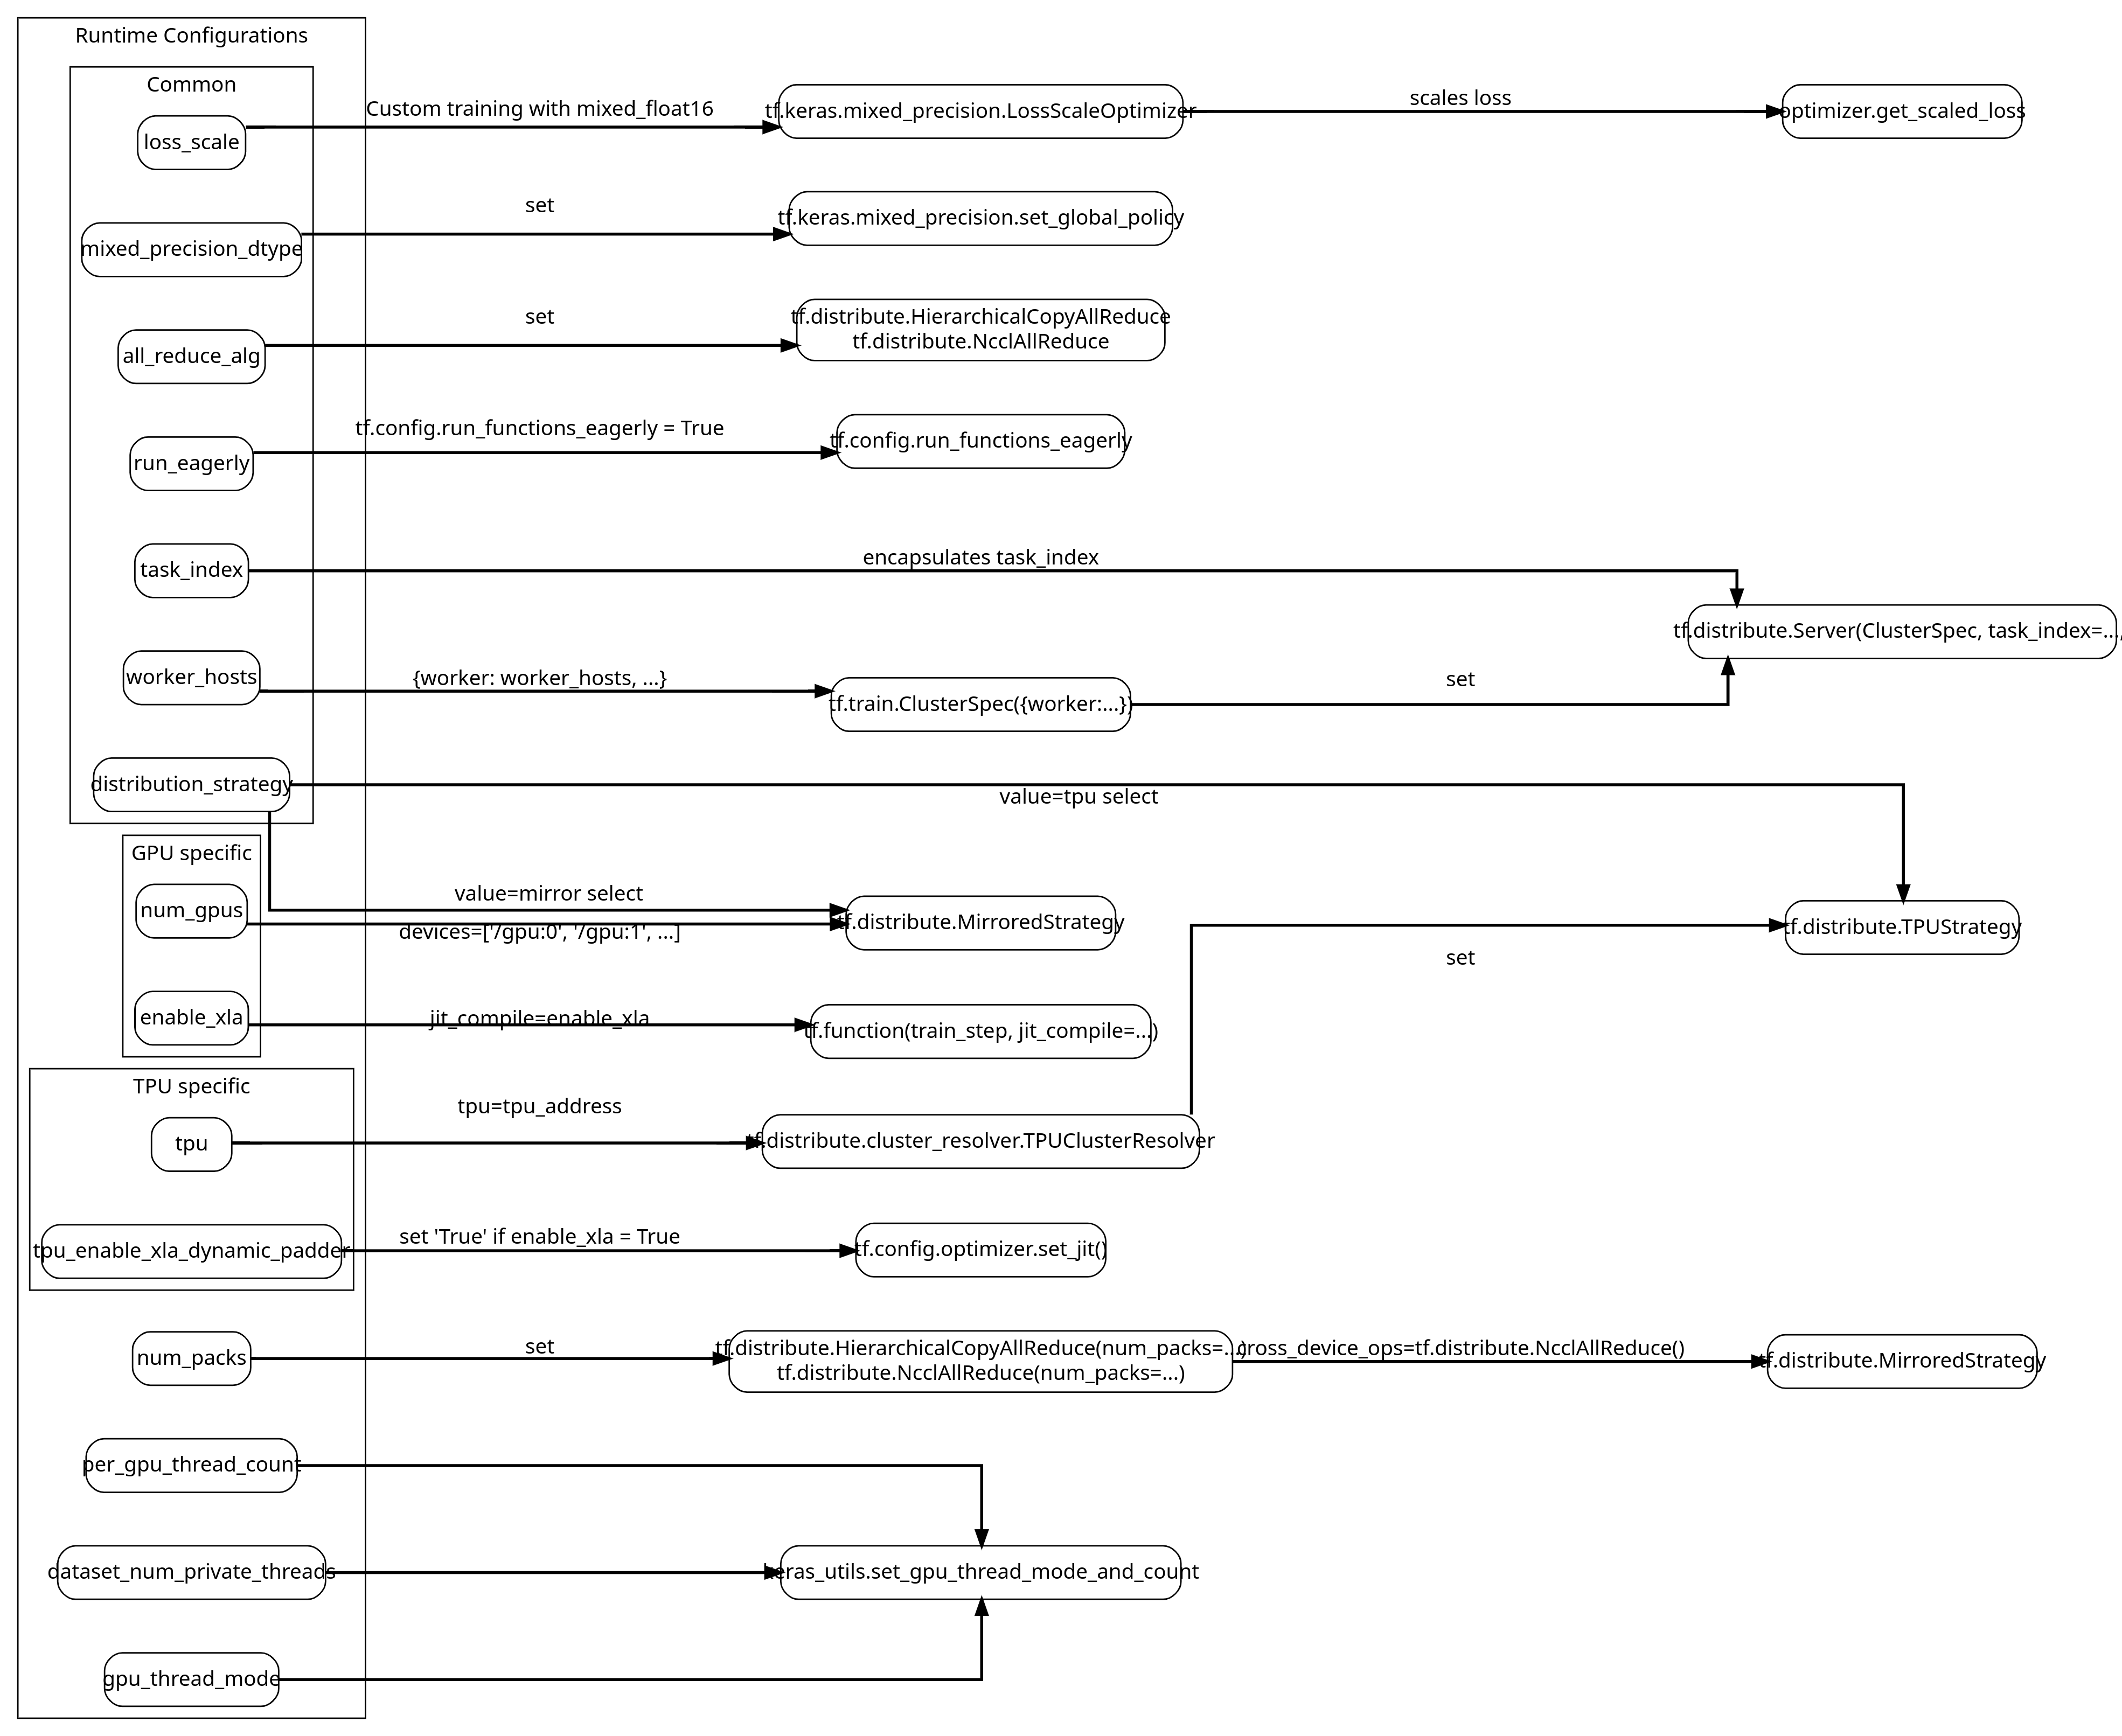 Runtime Configurations
Common
loss_scale
Custom training with mixed_float16
tf.keras.mixed_precision.LossScaleOptimizer
scales loss
optimizer.get_scaled_loss
mixed_precision_dtype
set
tf.keras.mixed_precision.set_global_policy
all_reduce_alg
set
tf.distribute.HierarchicalCopyAllReduce
tf.distribute.NcclAllReduce
run_eagerly
tf.config.run_functions_eagerly = True
tf.config.run_functions_eagerly
task_index
encapsulates task_index
tf.distribute.Server(ClusterSpec, task_index=...,
worker_hosts
{worker: worker_hosts, ...}
tf.train.ClusterSpec({worker:...})
set
distribution_strategy
value=tpu select
GPU specific
num_gpus
value=mirror select
devices=['/gpu:0', '/gpu:1', ...]
tf.distribute.MirroredStrategy
set
tf.distribute.TPUStrategy
enable_xla
jit_compile=enable_xla
tf.function(train_step, jit_compile=...)
TPU specific
tpu
tpu=tpu_address
tf.distribute.cluster_resolver.TPUClusterResolver
tpu_enable_xla_dynamic_padder
set 'True' if enable_xla = True
tf.config.optimizer.set_jit()
num_packs
set
tf.distribute.HierarchicalCopyAllReduce(num_packs=...)
tf.distribute.NcclAllReduce(num_packs=...)
cross_device_ops=tf.distribute.NcclAllReduce()
tf.distribute.MirroredStrategy
per_gpu_thread_count
dataset_num_private_threads
keras_utils.set_gpu_thread_mode_and_count
gpu_thread_mode